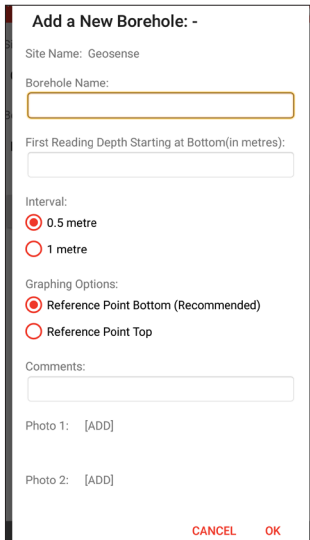 Add a New Borehole: -
Site Name: Geosense
Borehole Name:
First Reading Depth Starting at Bottom(in metres):
Interval:
0.5 metre
1 metre
Graphing Options:
Reference Point Bottom (Recommended)
Reference Point Top
Comments:
Photo 1: [ADD]
Photo 2: [ADD]
CANCEL OK